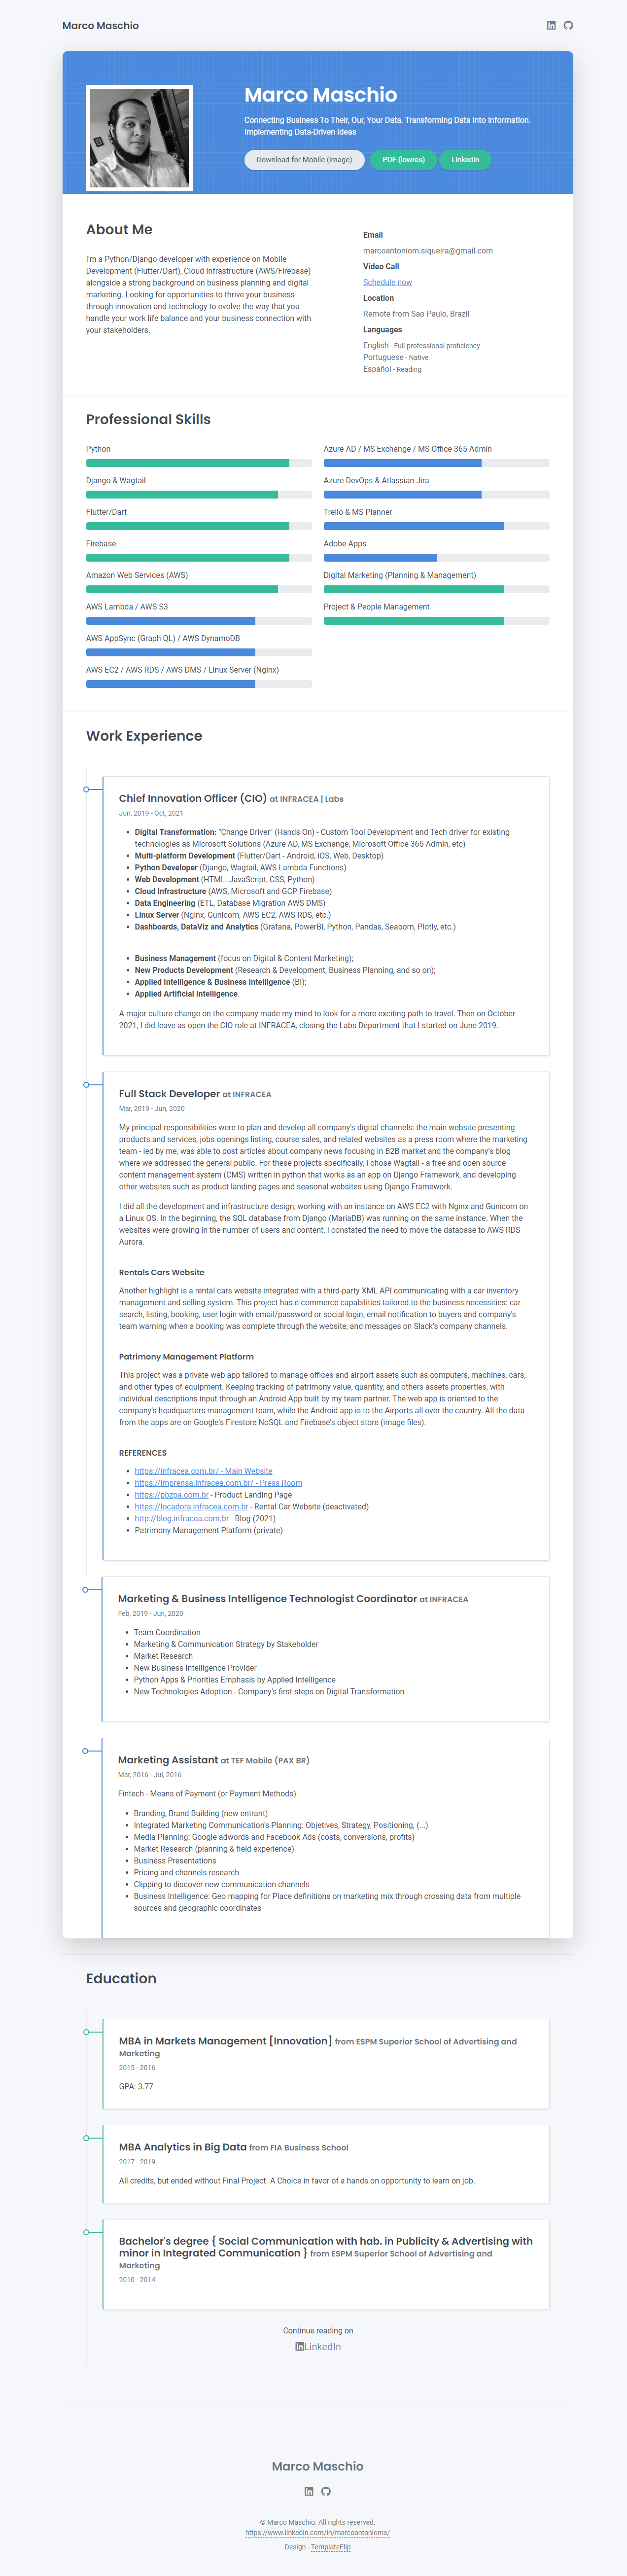 Marco Maschio
Marco Maschio
Connecting Business To Their, Our, Your Data. Transforming Data Into Information.
Implementing Data-Driven Ideas
Download for Mobile (image)
PDF (lowres)
LinkedIn
About Me
I'm a Python/Django developer with experience on Mobile
Development (Flutter/Dart), Cloud Infrastructure (AWS/Firebase)
alongside a strong background on business planning and digital
marketing. Looking for opportunities to thrive your business
through innovation and technology to evolve the way that you
handle your work life balance and your business connection with
your stakeholders.
Email
marcoantoniom.siqueira@gmail.com
Video Call
Schedule now
Location
Remote from Sao Paulo, Brazil
Languages
English - Full professional proficiency
Portuguese - Native
Español - Reading
Professional Skills
Python
Django & Wagtail
Flutter/Dart
Firebase
Amazon Web Services (AWS)
AWS Lambda / AWS S3
AWS AppSync (Graph QL) / AWS DynamoDB
AWS EC2 / AWS RDS / AWS DMS / Linux Server (Nginx)
Azure AD / MS Exchange / MS Office 365 Admin
Azure DevOps & Atlassian Jira
Trello & MS Planner
Adobe Apps
Digital Marketing (Planning & Management)
Project & People Management
Work Experience
Chief Innovation Officer (CIO) at INFRACEA | Labs
Jun, 2019 - Oct, 2021
• Digital Transformation: "Change Driver" (Hands On) - Custom Tool Development and Tech driver for existing
technologies as Microsoft Solutions (Azure AD, MS Exchange, Microsoft Office 365 Admin, etc)
• Multi-platform Development (Flutter/Dart - Android, iOS, Web, Desktop)
• Python Developer (Django, Wagtail, AWS Lambda Functions)
• Web Development (HTML. JavaScript, CSS, Python)
• Cloud Infrastructure (AWS, Microsoft and GCP Firebase)
• Data Engineering (ETL, Database Migration AWS DMS)
• Linux Server (Nginx, Gunicorn, AWS EC2, AWS RDS, etc.)
• Dashboards, DataViz and Analytics (Grafana, PowerBI, Python, Pandas, Seaborn, Plotly, etc.)
• Business Management (focus on Digital & Content Marketing);
• New Products Development (Research & Development, Business Planning, and so on);
• Applied Intelligence & Business Intelligence (BI);
• Applied Artificial Intelligence.
A major culture change on the company made my mind to look for a more exciting path to travel. Then on October
2021, I did leave as open the CIO role at INFRACEA, closing the Labs Department that I started on June 2019.
Full Stack Developer at INFRACEA
Mar, 2019 - Jun, 2020
My principal responsibilities were to plan and develop all company's digital channels: the main website presenting
products and services, jobs openings listing, course sales, and related websites as a press room where the marketing
team - led by me, was able to post articles about company news focusing in B2B market and the company's blog
where we addressed the general public. For these projects specifically, I chose Wagtail - a free and open source
content management system (CMS) written in python that works as an app on Django Framework, and developing
other websites such as product landing pages and seasonal websites using Django Framework.
I did all the development and infrastructure design, working with an instance on AWS EC2 with Nginx and Gunicorn on
a Linux OS. In the beginning, the SQL database from Django (MariaDB) was running on the same instance. When the
websites were growing in the number of users and content, I constated the need to move the database to AWS RDS
Aurora.
Rentals Cars Website
Another highlight is a rental cars website integrated with a third-party XML API communicating with a car inventory
management and selling system. This project has e-commerce capabilities tailored to the business necessities: car
search, listing, booking, user login with email/password or social login, email notification to buyers and company's
team warning when a booking was complete through the website, and messages on Slack's company channels.
Patrimony Management Platform
This project was a private web app tailored to manage offices and airport assets such as computers, machines, cars,
and other types of equipment. Keeping tracking of patrimony value, quantity, and others assets properties, with
individual descriptions input through an Android App built by my team partner. The web app is oriented to the
company's headquarters management team, while the Android app is to the Airports all over the country. All the data
from the apps are on Google's Firestore NoSQL and Firebase's object store (image files).
REFERENCES
• https://infracea.com.br/ - Main Website
• https://imprensa.infracea.com.br/ - Press Room
• https://pbzpa.com.br - Product Landing Page
• https://locadora.infracea.com.br - Rental Car Website (deactivated)
• http://blog.infracea.com.br - Blog (2021)
• Patrimony Management Platform (private)
Marketing & Business Intelligence Technologist Coordinator at INFRACEA
Feb, 2019 - Jun, 2020
• Team Coordination
• Marketing & Communication Strategy by Stakeholder
• Market Research
• New Business Intelligence Provider
• Python Apps & Priorities Emphasis by Applied Intelligence
• New Technologies Adoption - Company's first steps on Digital Transformation
Marketing Assistant at TEF Mobile (PAX BR)
Mar, 2016 - Jul, 2016
Fintech - Means of Payment (or Payment Methods)
• Branding, Brand Building (new entrant)
• Integrated Marketing Communication's Planning: Objetives, Strategy, Positioning, (...)
• Media Planning: Google adwords and Facebook Ads (costs, conversions, profits)
• Market Research (planning & field experience)
• Business Presentations
• Pricing and channels research
• Clipping to discover new communication channels
• Business Intelligence: Geo mapping for Place definitions on marketing mix through crossing data from multiple
sources and geographic coordinates
Education
MBA in Markets Management [Innovation] from ESPM Superior School of Advertising and
Marketing
2015 - 2016
GPA: 3.77
MBA Analytics in Big Data from FIA Business School
2017 - 2019
All credits, but ended without Final Project. A Choice in favor of a hands on opportunity to learn on job.
Bachelor's degree { Social Communication with hab. in Publicity & Advertising with
minor in Integrated Communication } from ESPM Superior School of Advertising and
Marketing
2010 - 2014
Continue reading on
LinkedIn
Marco Maschio
© Marco Maschio. All rights reserved.
https://www.linkedin.com/in/marcoantonioms/
Design - TemplateFlip